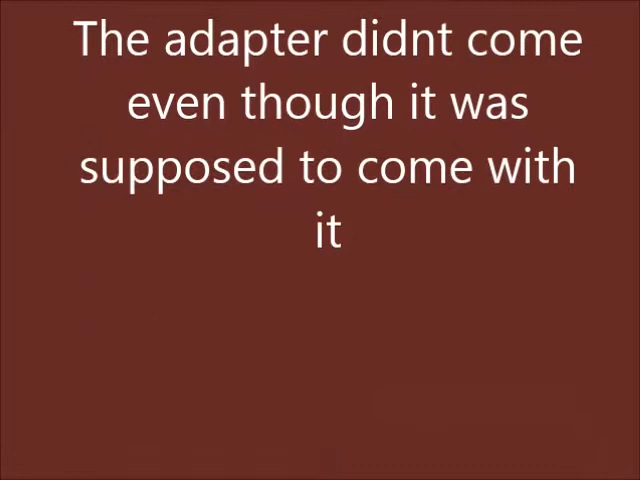 The adapter didnt come
even though it was
supposed to come with
it